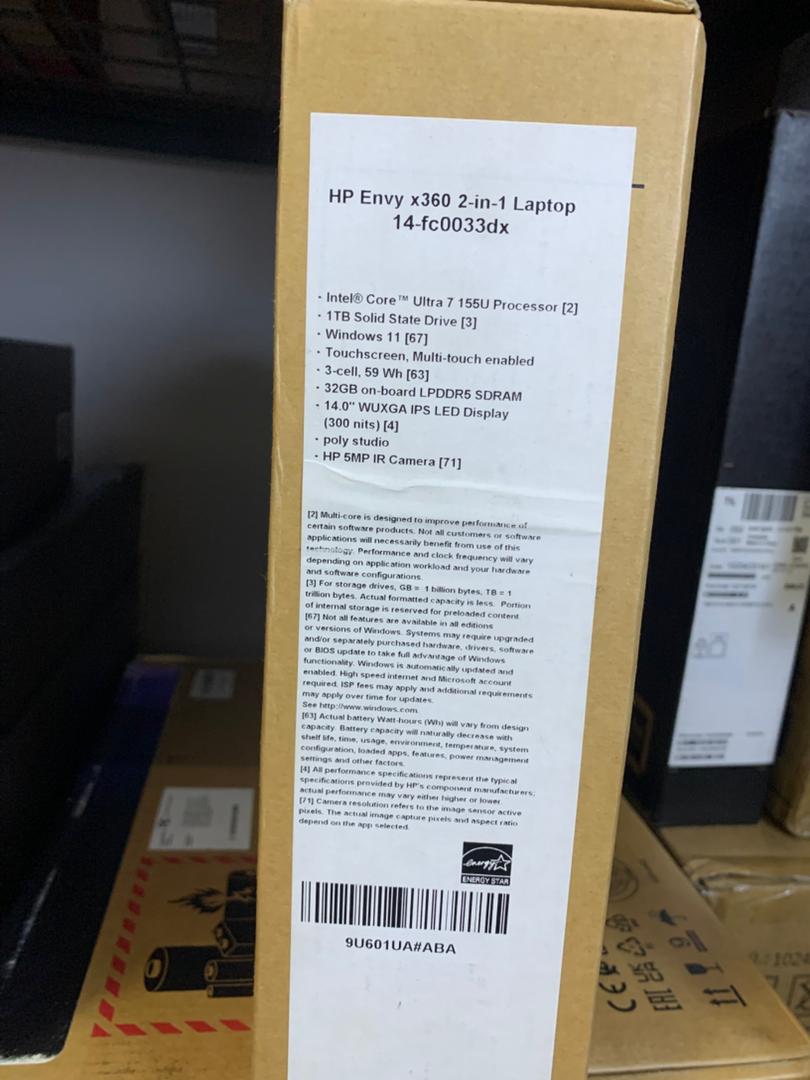 HP Envy x360 2-in-1 Laptop
14-fc0033dx
· Intel® Core™ Ultra 7 155U Processor [2]
· 1TB Solid State Drive [3]
· Windows 11 [67]
· Touchscreen, Multi-touch enabled
· 3-cell, 59 Wh [63]
· 32GB on-board LPDDR5 SDRAM
· 14.0" WUXGA IPS LED Display
(300 nits) [4]
· poly studio
· HP 5MP IR Camera [71]
[2] Multi-core is designed to improve performance of
certain software products. Not all customers or software
applications will necessarily benefit from use of this
technology. Performance and clock frequency will vary
depending on application workload and your hardware
and software configurations.
[3] For storage drives, GB = 1 billion bytes, TB = 1
trillion bytes. Actual formatted capacity is less. Portion
of internal storage is reserved for preloaded content.
[67] Not all features are available in all editions
or versions of Windows. Systems may require upgraded
and/or separately purchased hardware, drivers, software
or BIOS update to take full advantage of Windows
functionality. Windows is automatically updated and
enabled. High speed internet and Microsoft account
required. ISP fees may apply and additional requirements
may apply over time for updates.
See http://www.windows.com.
[63] Actual battery Watt-hours (Wh) will vary from design
capacity. Battery capacity will naturally decrease with
shelf life, time, usage, environment, temperature, system
configuration, loaded apps, features, power management
settings and other factors.
[4] All performance specifications represent the typical
specifications provided by HP's component manufacturers;
actual performance may vary either higher or lower.
[71] Camera resolution refers to the image sensor active
pixels. The actual image capture pixels and aspect ratio
depend on the app selected.
energy
ENERGY STAR
9U601UA#ABA
CE
UK
CA
EAC